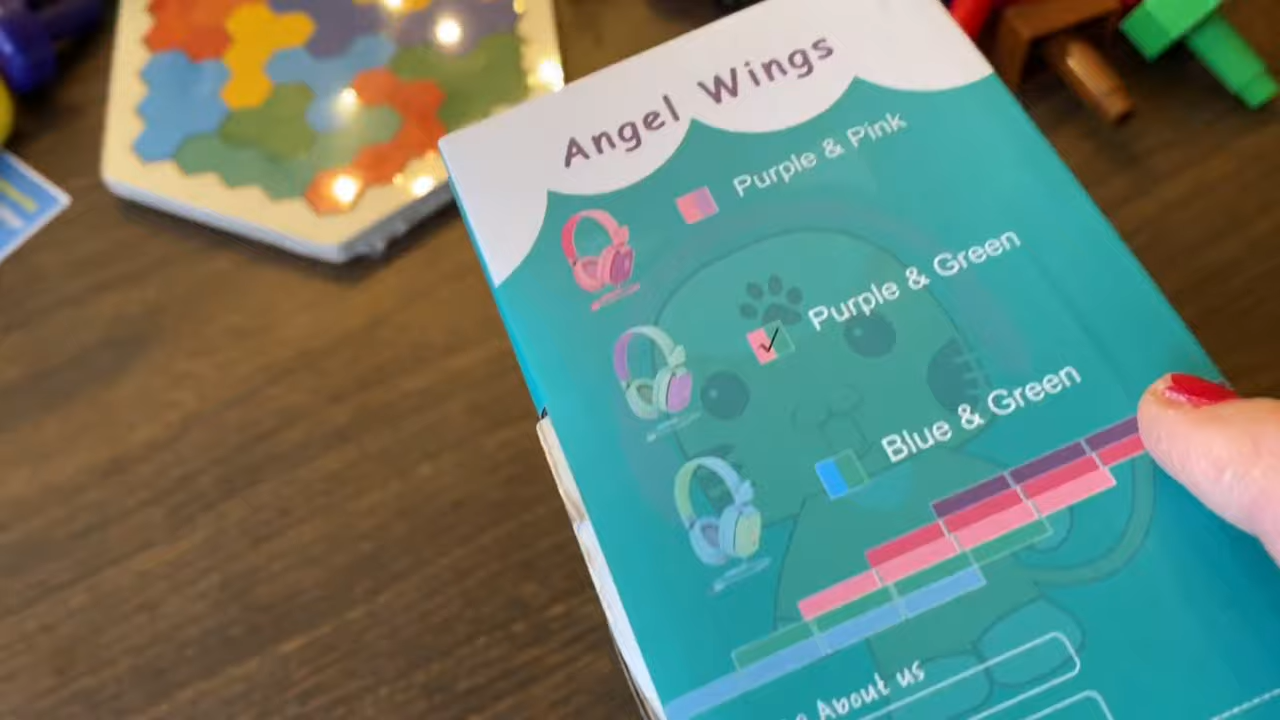 Angel Wings
Purple & Pink
Purple & Green
Blue & Green
About us